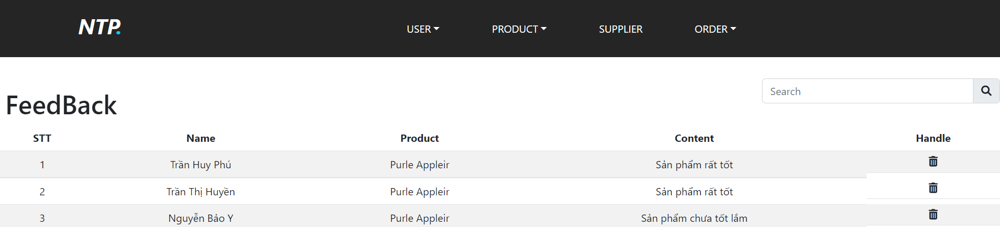 NTP.
USER PRODUCT SUPPLIER ORDER
Search
FeedBack
STT Name Product Content Handle
1 Trần Huy Phú Purle Appleir Sản phẩm rất tốt
2 Trần Thị Huyền Purle Appleir Sản phẩm rất tốt
3 Nguyễn Bảo Y Purle Appleir Sản phẩm chưa tốt lắm